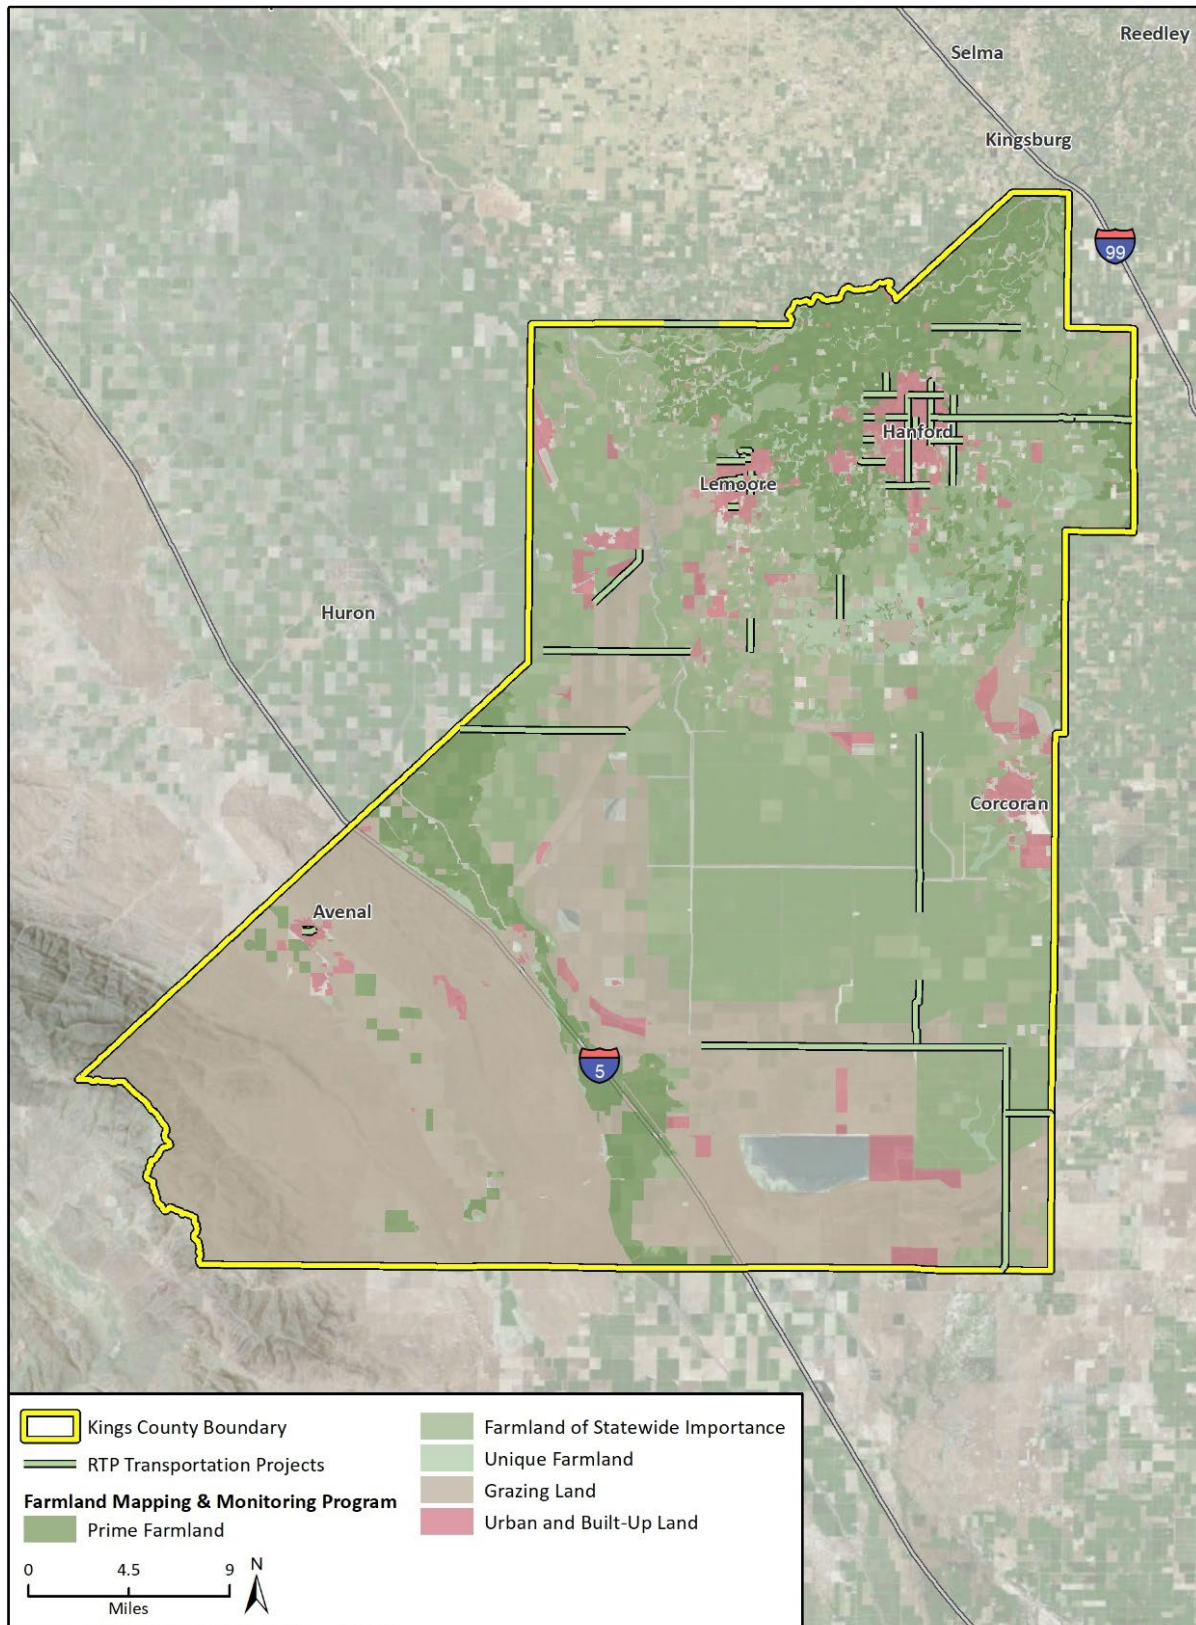 Reedley
Selma
Kingsburg
99
Hanford
Lemoore
Huron
Corcoran
Avenal
5
Kings County Boundary
RTP Transportation Projects
Farmland Mapping & Monitoring Program
Prime Farmland
Farmland of Statewide Importance
Unique Farmland
Grazing Land
Urban and Built-Up Land
0 4.5 9
Miles
N